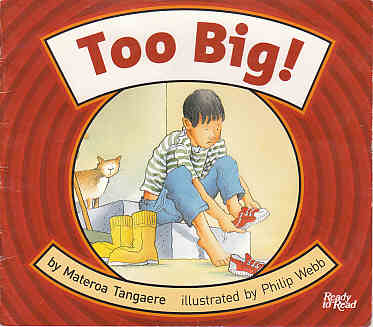 Too Big!
by Materoa Tangaere illustrated by Philip Webb
Ready
to Read